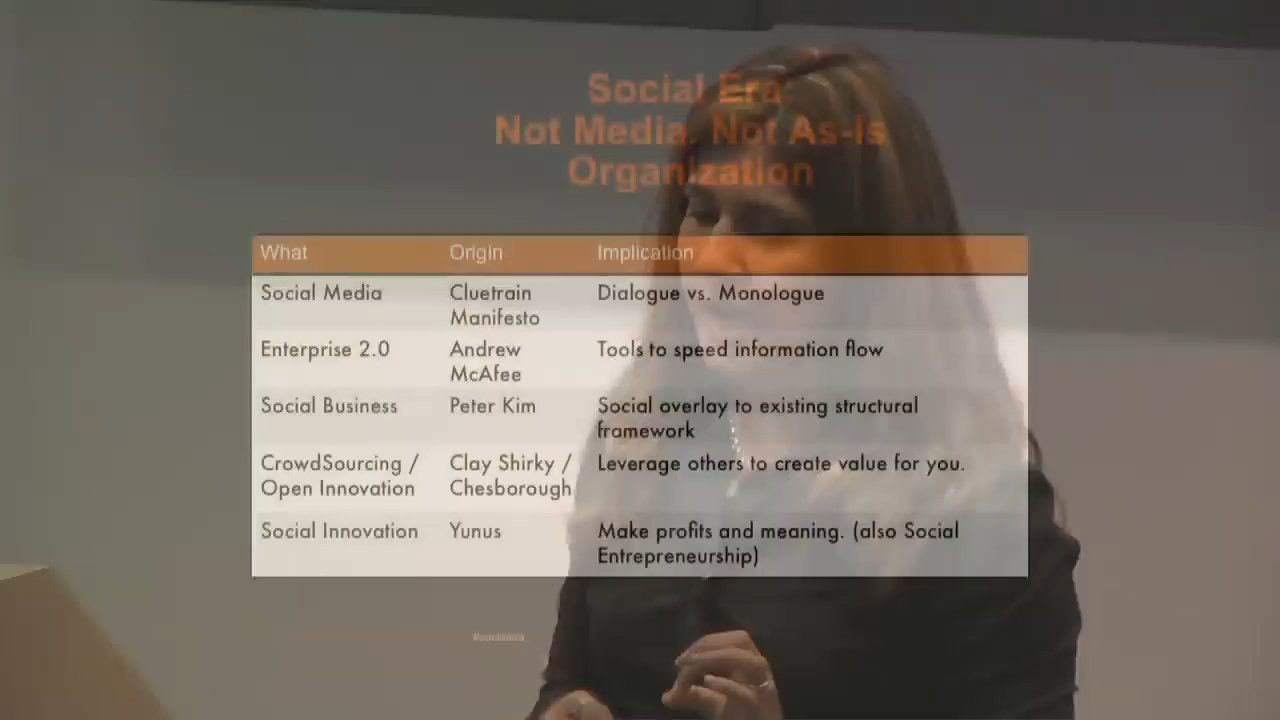 Social Era:
Not Media. Not As-Is
Organization
What Origin Implication
Social Media Cluetrain Dialogue vs. Monologue
Manifesto
Enterprise 2.0 Andrew Tools to speed information flow
McAfee
Social Business Peter Kim Social overlay to existing structural
framework
CrowdSourcing / Clay Shirky / Leverage others to create value for you.
Open Innovation Chesborough
Social Innovation Yunus Make profits and meaning. (also Social
Entrepreneurship)
#socialera